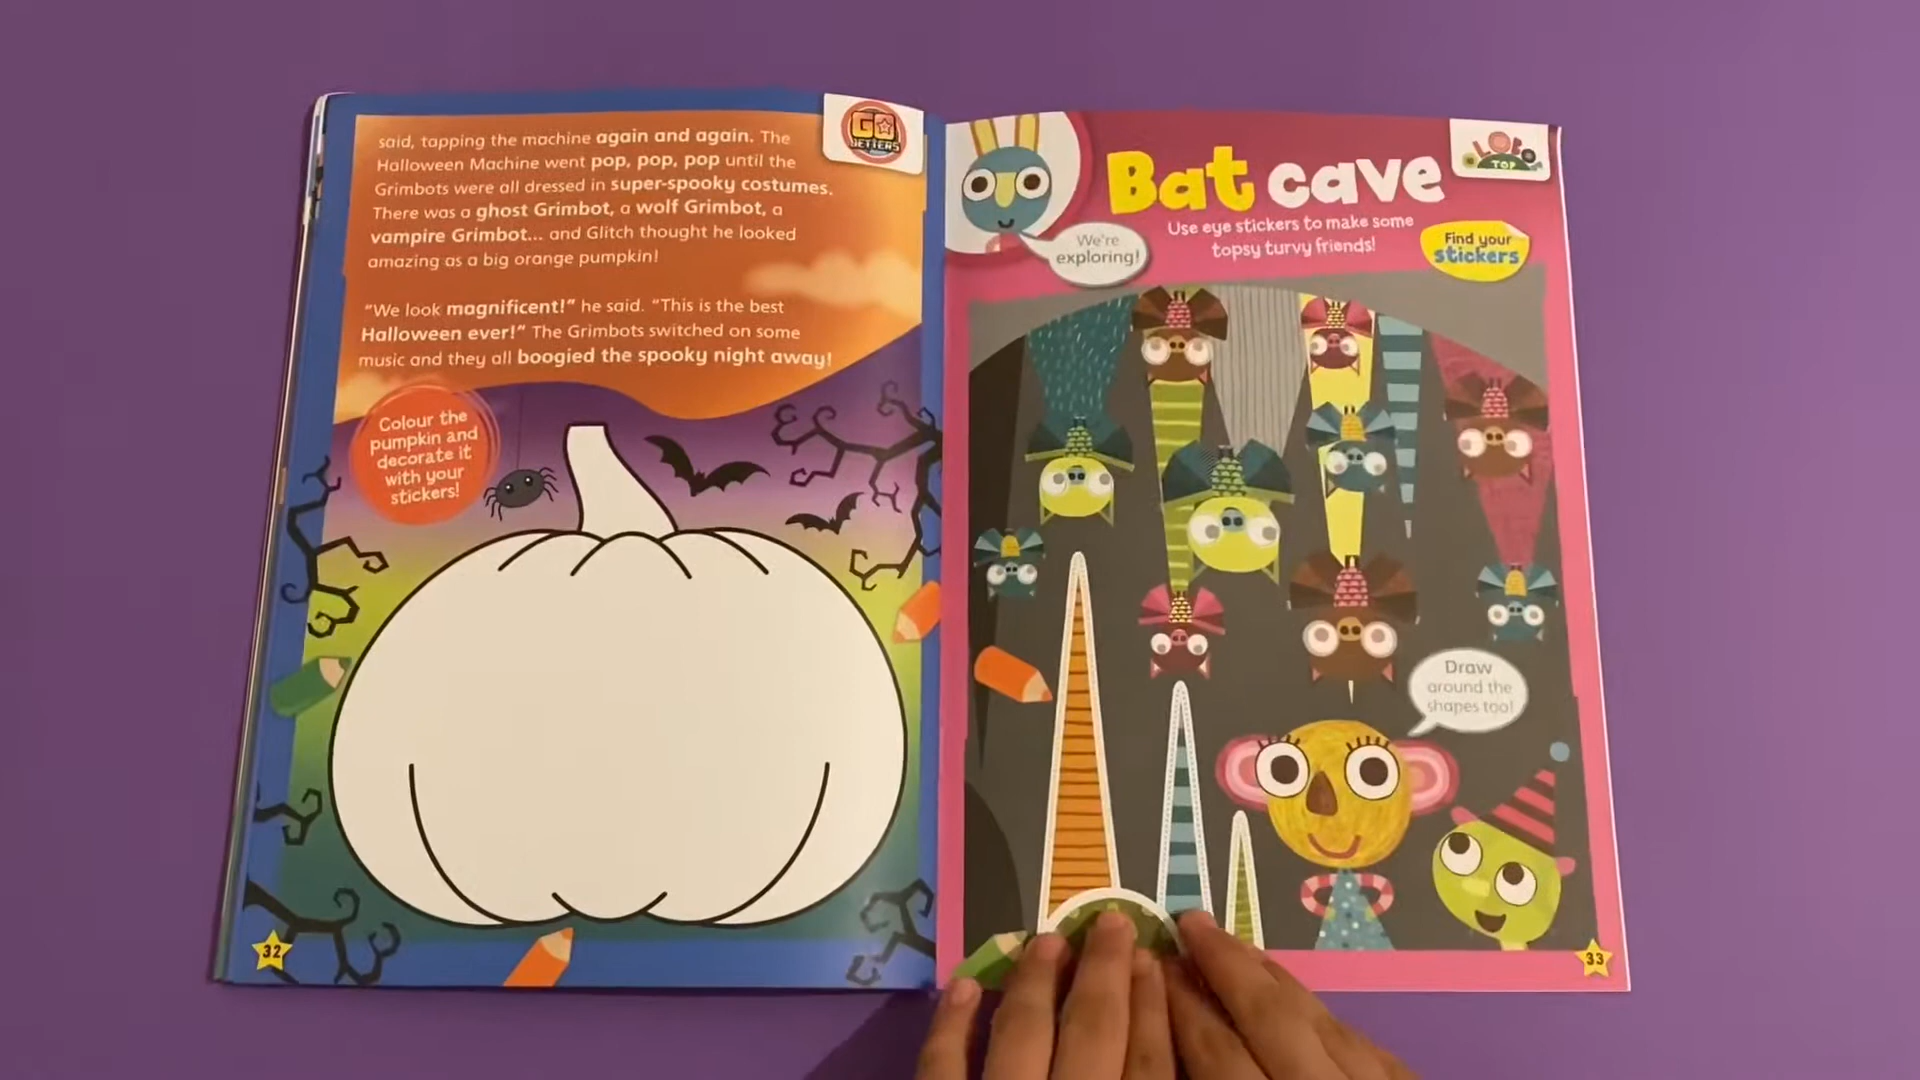 GO
JETTERS
said, tapping the machine again and again. The
Halloween Machine went pop, pop, pop until the
Grimbots were all dressed in super-spooky costumes.
There was a ghost Grimbot, a wolf Grimbot, a
vampire Grimbot... and Glitch thought he looked
amazing as a big orange pumpkin!
“We look magnificent!” he said. “This is the best
Halloween ever!” The Grimbots switched on some
music and they all boogied the spooky night away!
Colour the
pumpkin and
decorate it
with your
stickers!
32
Bat cave
LOBO
TOP
Use eye stickers to make some
topsy turvy friends!
Find your
stickers
We're
exploring!
Draw
around the
shapes too!
33